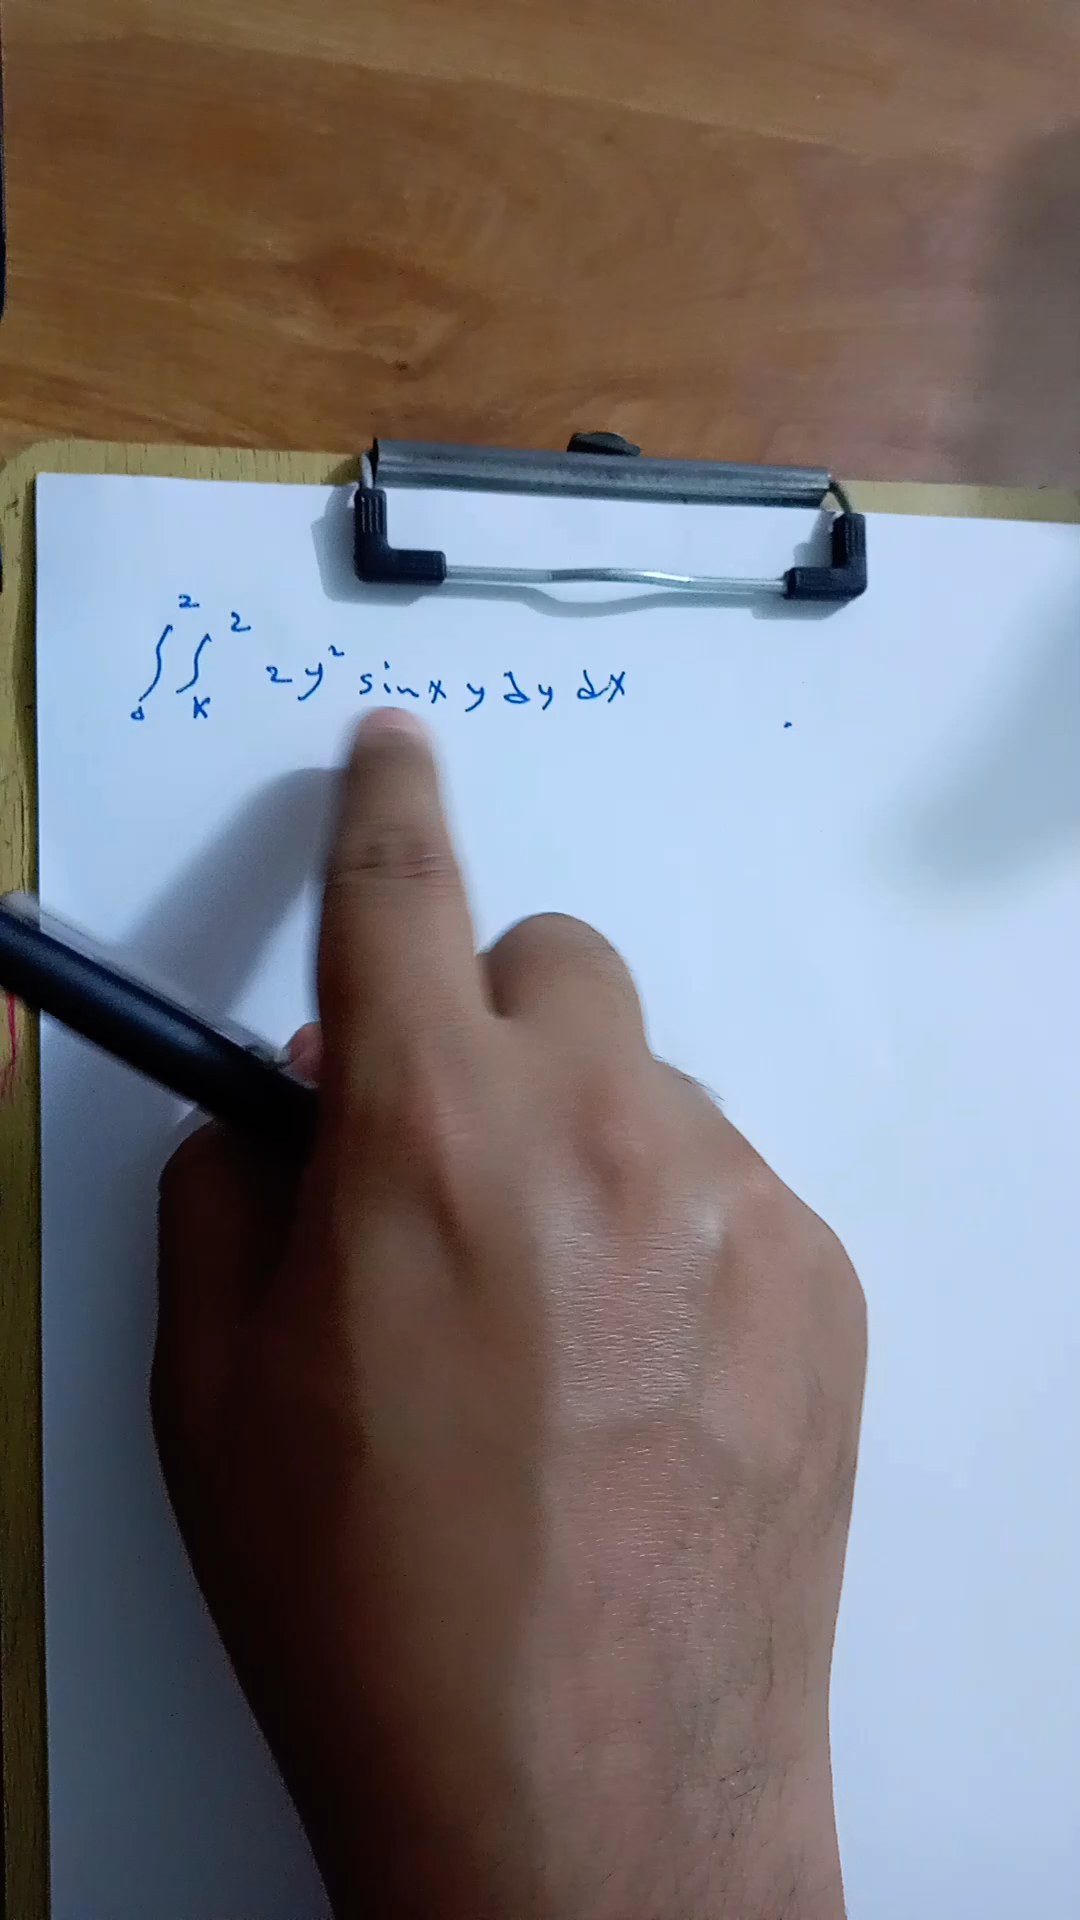 ∫₀² ∫ₓ² 2y² sin xy dy dx